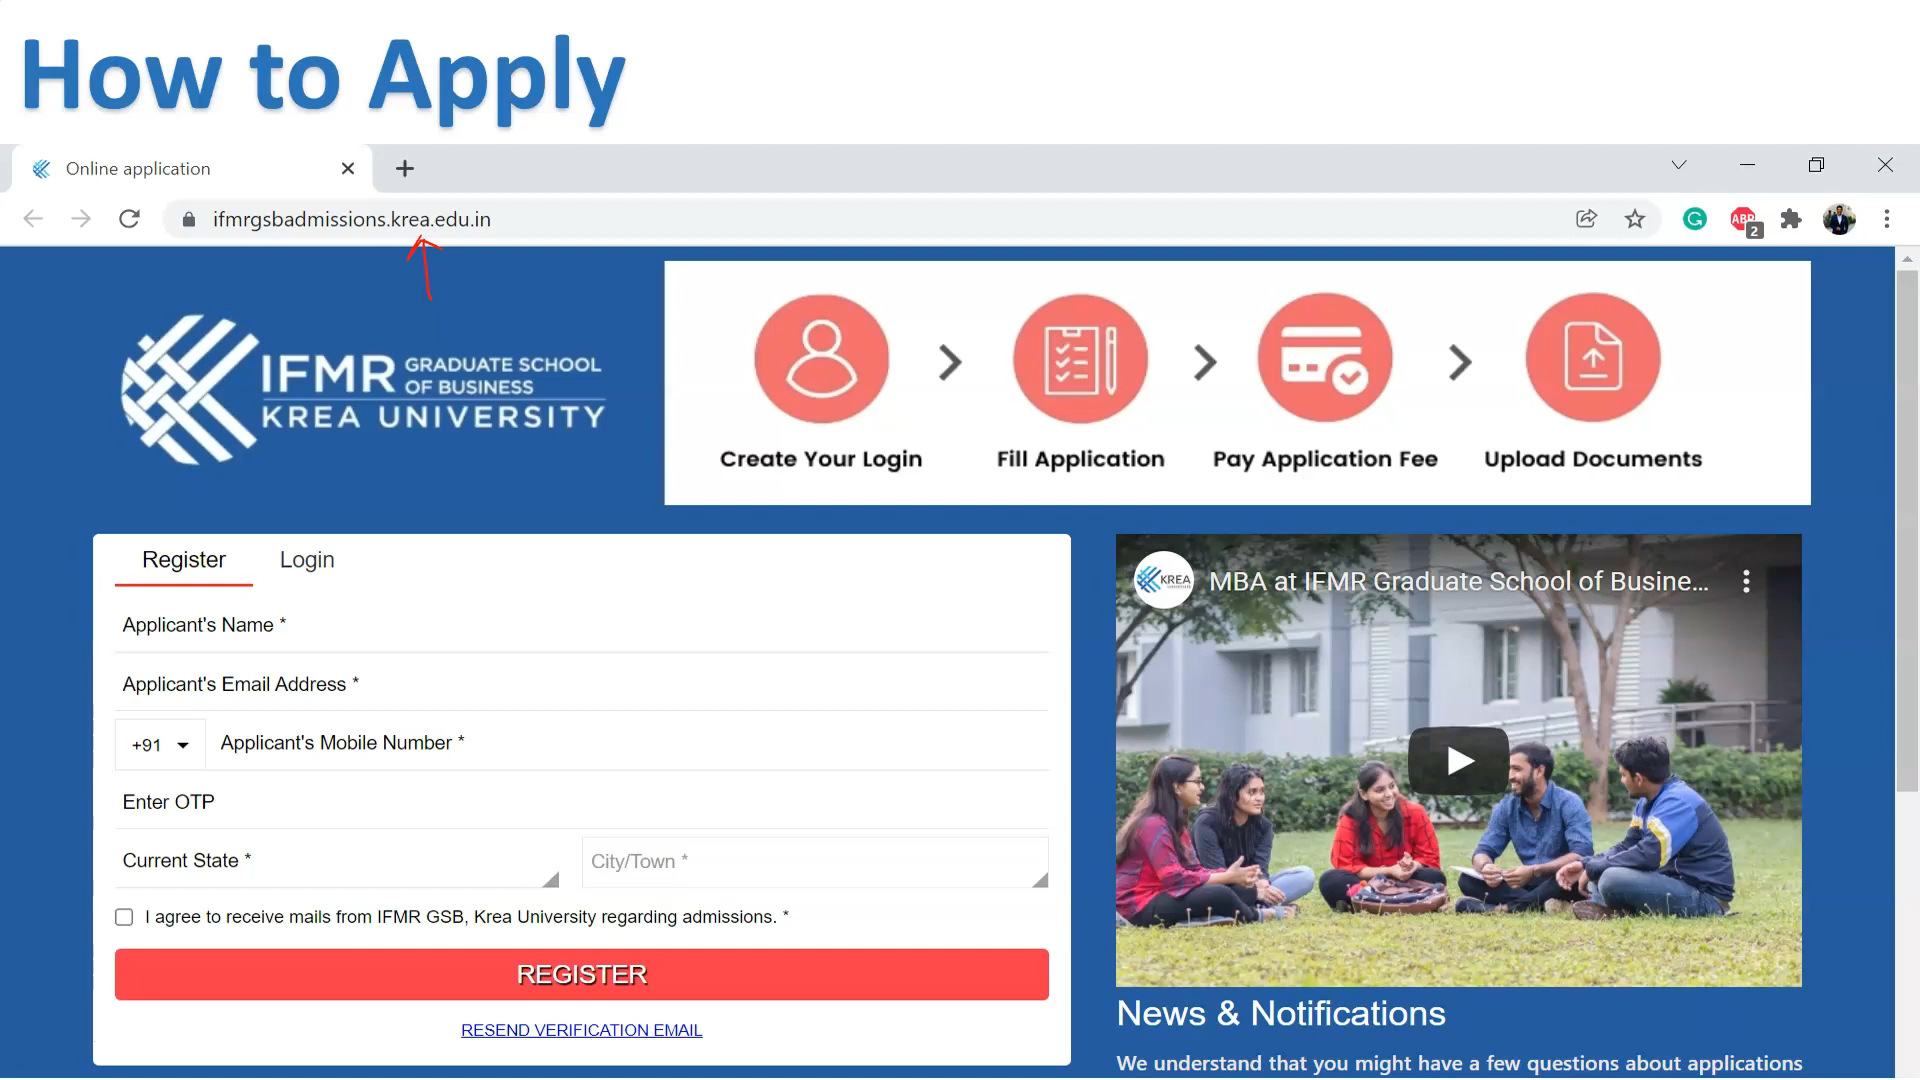 How to Apply
Online application
ifmrgsbadmissions.krea.edu.in
ABP
2
IFMR GRADUATE SCHOOL OF BUSINESS
KREA UNIVERSITY
Create Your Login
Fill Application
Pay Application Fee
Upload Documents
Register Login
Applicant's Name *
Applicant's Email Address *
+91 Applicant's Mobile Number *
Enter OTP
Current State * City/Town *
I agree to receive mails from IFMR GSB, Krea University regarding admissions. *
REGISTER
RESEND VERIFICATION EMAIL
KREA
MBA at IFMR Graduate School of Busine...
News & Notifications
We understand that you might have a few questions about applications